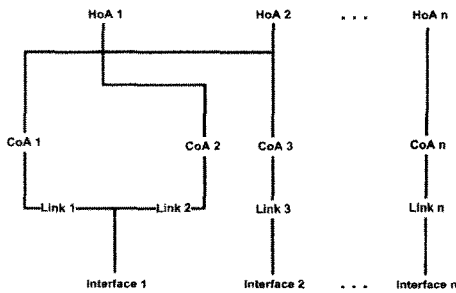 HoA 1 HoA 2 . . . HoA n
CoA 1 CoA 2 CoA 3 CoA n
Link 1 Link 2 Link 3 Link n
Interface 1 Interface 2 . . . Interface n